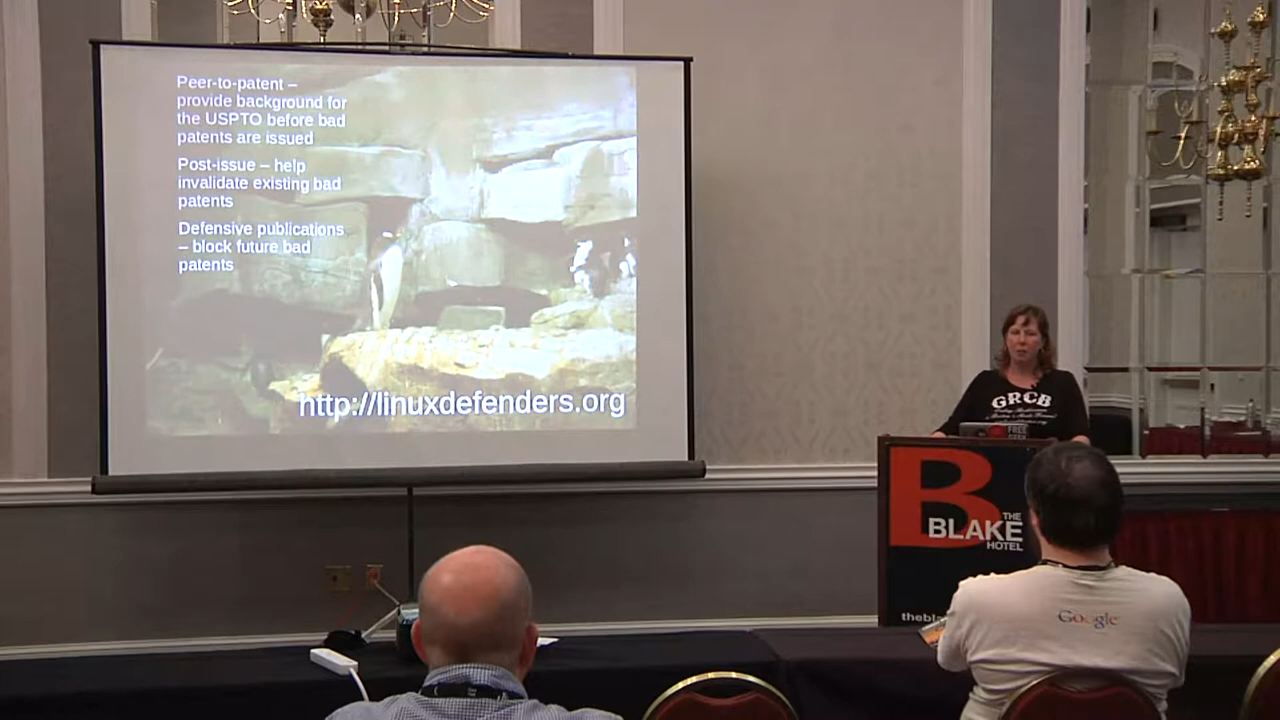 Peer-to-patent –
provide background for
the USPTO before bad
patents are issued
Post-issue – help
invalidate existing bad
patents
Defensive publications
– block future bad
patents
http://linuxdefenders.org
GRCB
FREE
B
THE
BLAKE
HOTEL
Google